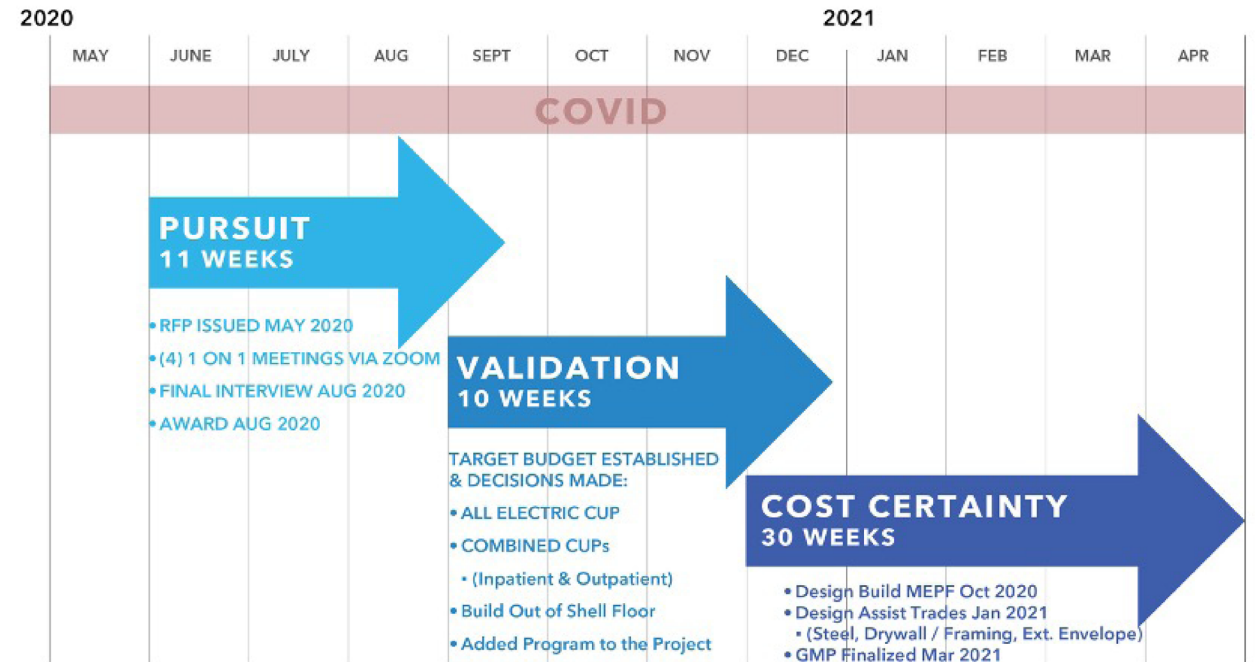 2020 2021
MAY JUNE JULY AUG SEPT OCT NOV DEC JAN FEB MAR APR
COVID
PURSUIT
11 WEEKS
• RFP ISSUED MAY 2020
• (4) 1 ON 1 MEETINGS VIA ZOOM
• FINAL INTERVIEW AUG 2020
• AWARD AUG 2020
VALIDATION
10 WEEKS
TARGET BUDGET ESTABLISHED
& DECISIONS MADE:
• ALL ELECTRIC CUP
• COMBINED CUPs
• (Inpatient & Outpatient)
• Build Out of Shell Floor
• Added Program to the Project
COST CERTAINTY
30 WEEKS
• Design Build MEPF Oct 2020
• Design Assist Trades Jan 2021
• (Steel, Drywall / Framing, Ext. Envelope)
• GMP Finalized Mar 2021